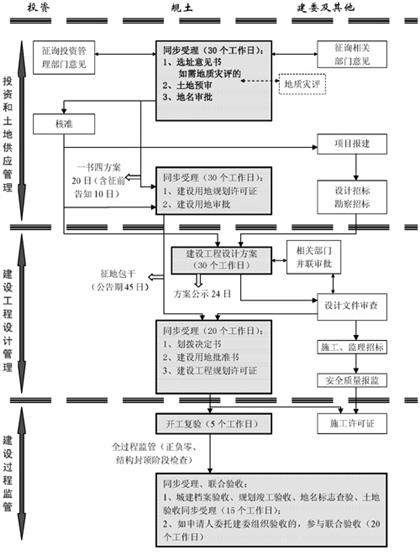 投资
规土
建委及其他
征询投资管
理部门意见
同步受理（30个工作日）：
1、选址意见书
如需地质灾评的
2、土地预审
3、地名审批
征询相关
部门意见
地质灾评
投资和土地供应管理
核准
项目报建
一书四方案
20日（含征前
告知10日）
同步受理（30个工作日）：
1、建设用地规划许可证
2、建设用地审批
设计招标
勘察招标
建设工程设计管理
建设工程设计方案
（30个工作日）
相关部门
并联审批
征地包干
（公告期45日）
方案公示24日
设计文件审查
同步受理（20个工作日）：
1、划拨决定书
2、建设用地批准书
3、建设工程规划许可证
施工、监理招标
安全质量报监
建设过程监管
开工复验（5个工作日）
施工许可证
全过程监管（正负零、
结构封顶阶段检查）
同步受理、联合验收：
1、城建档案验收、规划竣工验收、地名标志查验、土地
验收同步受理（15个工作日）；
2、如申请人委托建委组织验收的，参与联合验收（20
个工作日）